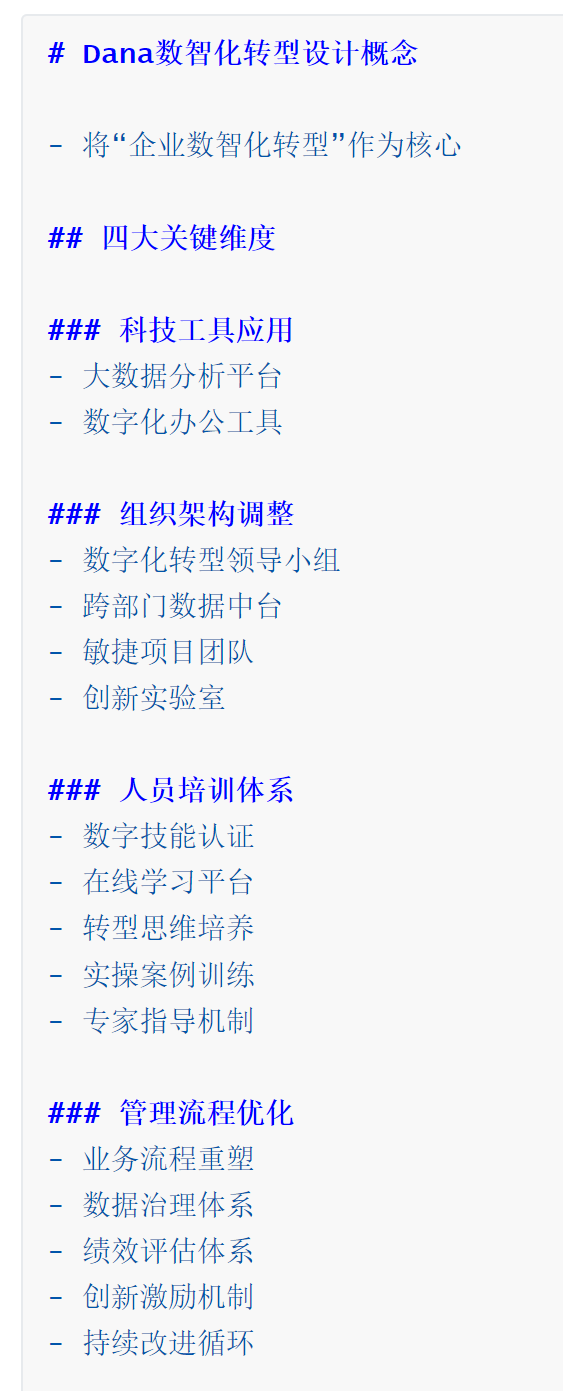 # Dana数智化转型设计概念
- 将“企业数智化转型”作为核心
## 四大关键维度
### 科技工具应用
- 大数据分析平台
- 数字化办公工具
### 组织架构调整
- 数字化转型领导小组
- 跨部门数据中台
- 敏捷项目团队
- 创新实验室
### 人员培训体系
- 数字技能认证
- 在线学习平台
- 转型思维培养
- 实操案例训练
- 专家指导机制
### 管理流程优化
- 业务流程重塑
- 数据治理体系
- 绩效评估体系
- 创新激励机制
- 持续改进循环